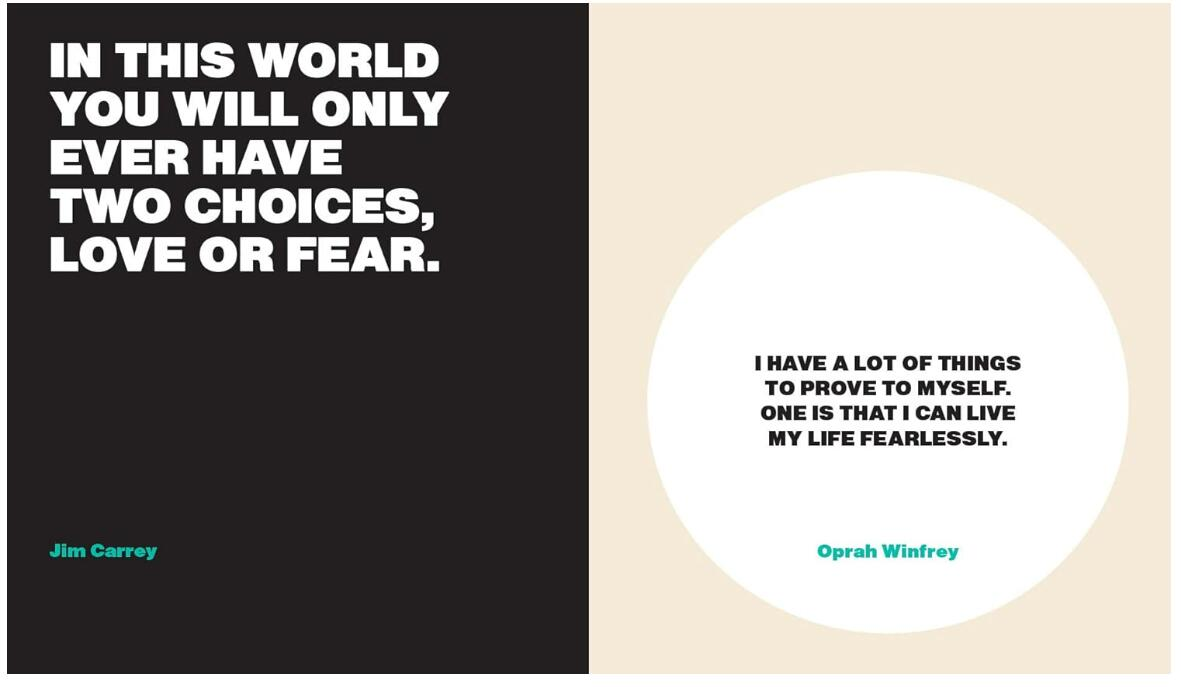 IN THIS WORLD
YOU WILL ONLY
EVER HAVE
TWO CHOICES,
LOVE OR FEAR.
Jim Carrey
I HAVE A LOT OF THINGS
TO PROVE TO MYSELF.
ONE IS THAT I CAN LIVE
MY LIFE FEARLESSLY.
Oprah Winfrey